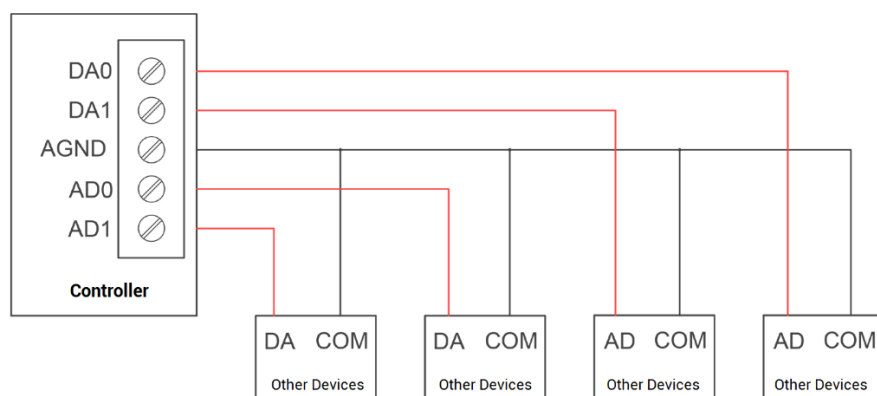 DA0
DA1
AGND
AD0
AD1
Controller
DA COM
Other Devices
DA COM
Other Devices
AD COM
Other Devices
AD COM
Other Devices